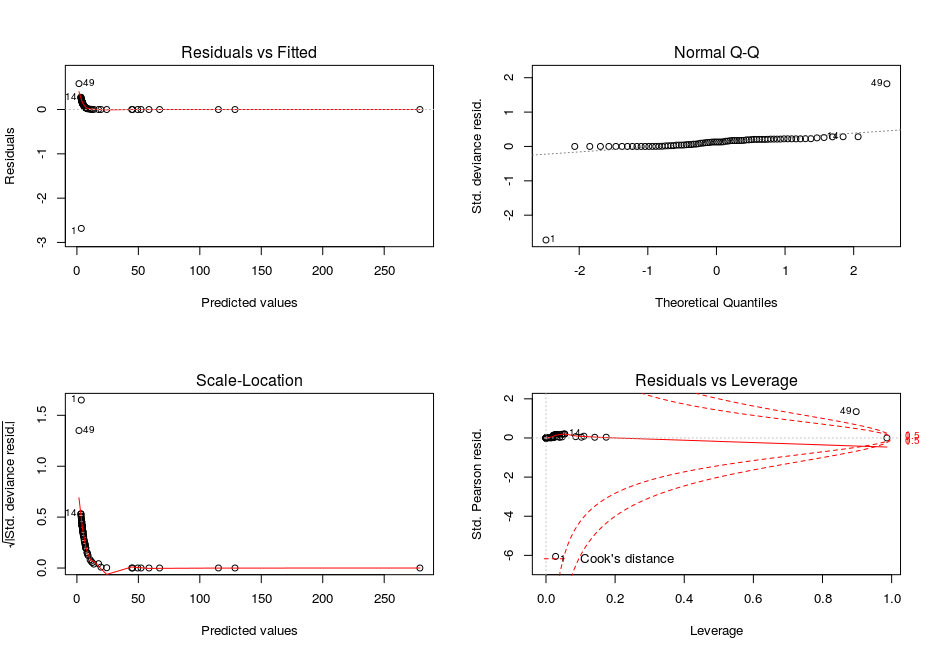 Residuals vs Fitted
Residuals
0
-1
-2
-3
49
14
1
0 50 100 150 200 250
Predicted values
Normal Q-Q
Std. deviance resid.
2
1
0
-1
-2
49
14
1
-2 -1 0 1 2
Theoretical Quantiles
Scale-Location
√|Std. deviance resid.|
1.5
1.0
0.5
0.0
1
49
14
0 50 100 150 200 250
Predicted values
Residuals vs Leverage
Std. Pearson resid.
2
0
-2
-4
-6
49
14
1
Cook's distance
0.5
0.0 0.2 0.4 0.6 0.8 1.0
Leverage